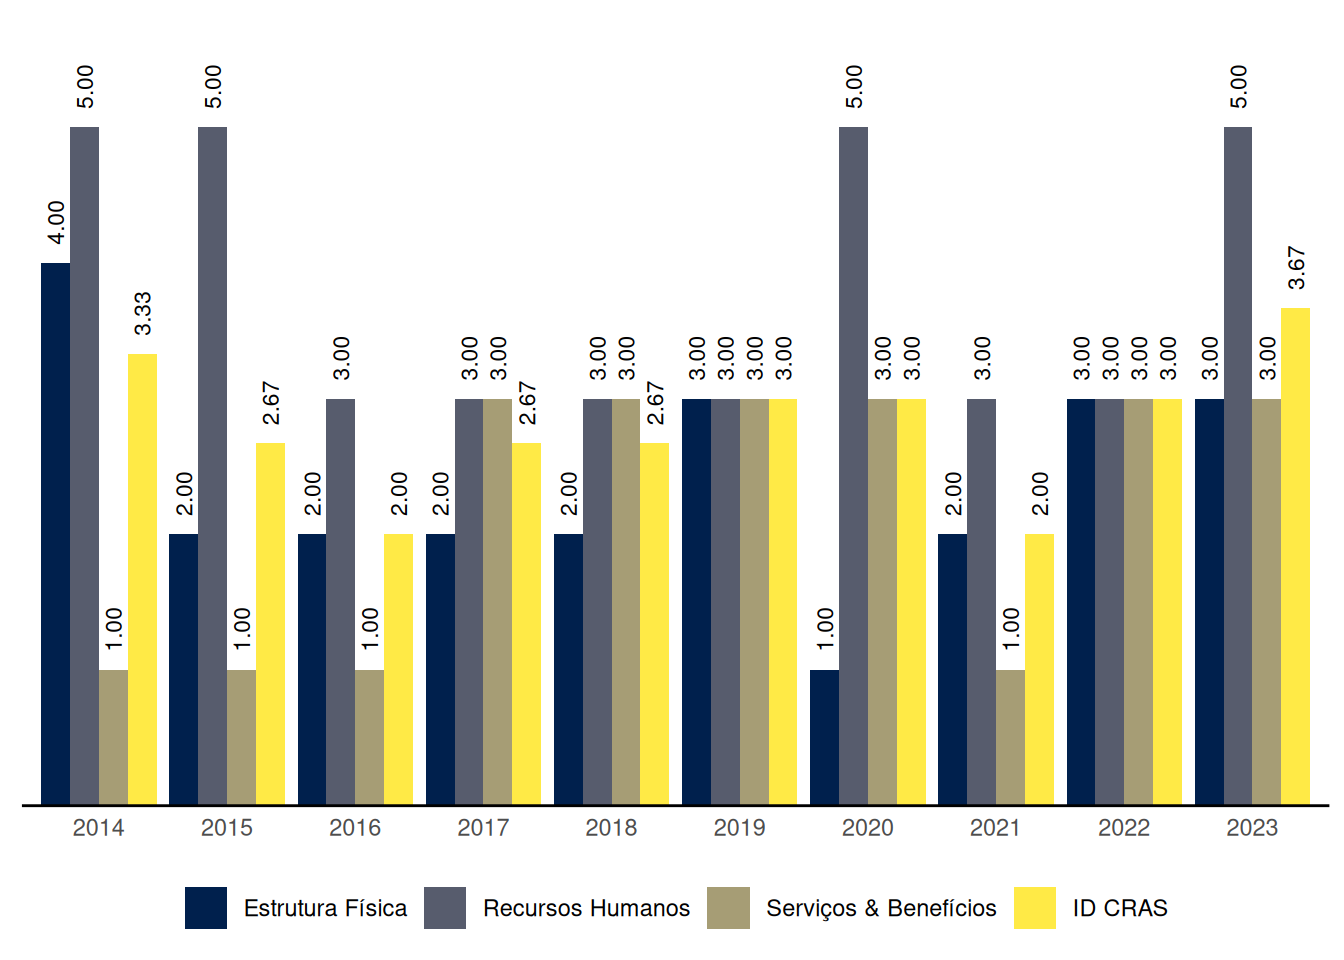 5.00 5.00 5.00 5.00
4.00
3.67
3.33
3.00 3.00 3.00 3.00 3.00 3.00 3.00 3.00 3.00 3.00 3.00 3.00 3.00 3.00 3.00 3.00 3.00 3.00
2.67 2.67 2.67
2.00 2.00 2.00 2.00 2.00 2.00 2.00
1.00 1.00 1.00 1.00 1.00
2014 2015 2016 2017 2018 2019 2020 2021 2022 2023
Estrutura Física Recursos Humanos Serviços & Benefícios ID CRAS